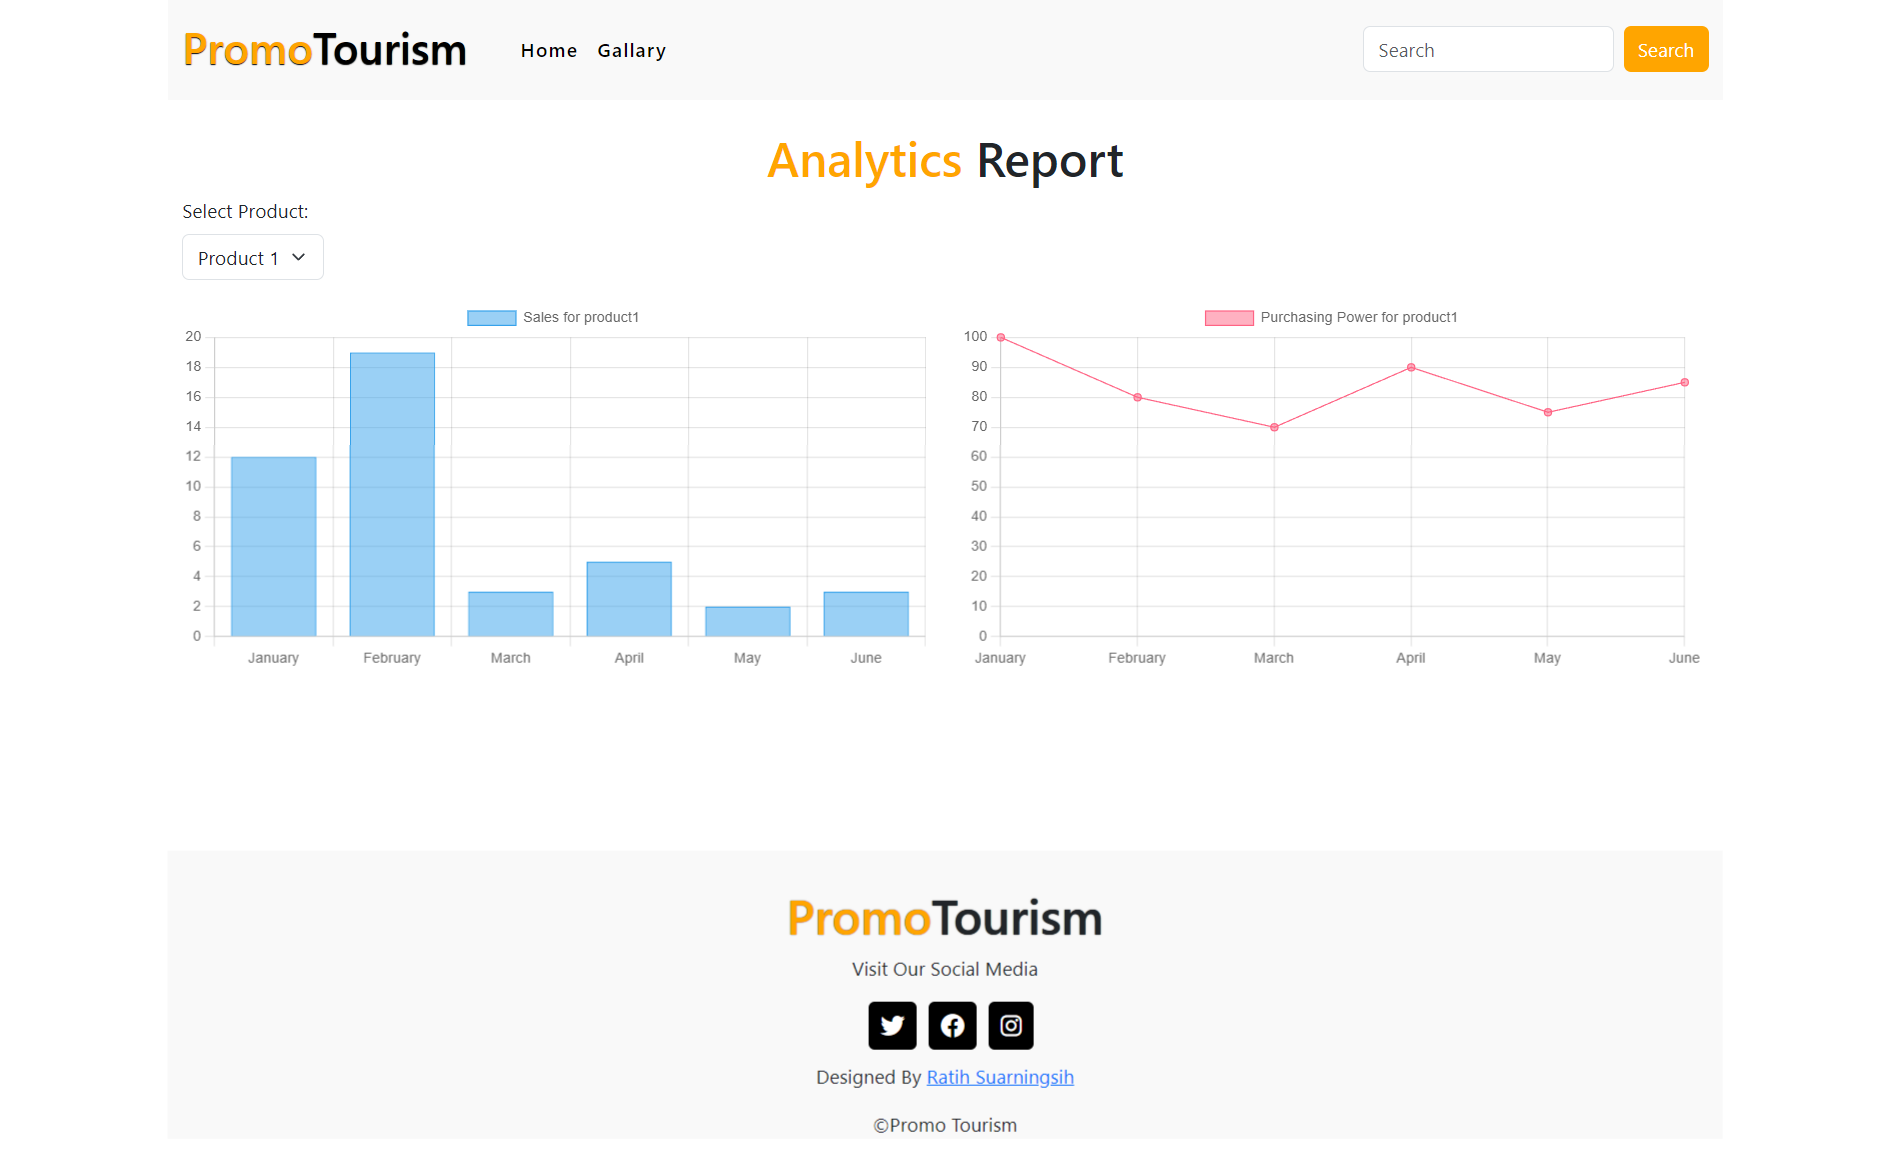 PromoTourism Home Gallary Search Search
Analytics Report
Select Product:
Product 1
Sales for product1
20
18
16
14
12
10
8
6
4
2
0
January February March April May June
Purchasing Power for product1
100
90
80
70
60
50
40
30
20
10
0
January February March April May June
PromoTourism
Visit Our Social Media
Designed By Ratih Suarningsih
©Promo Tourism